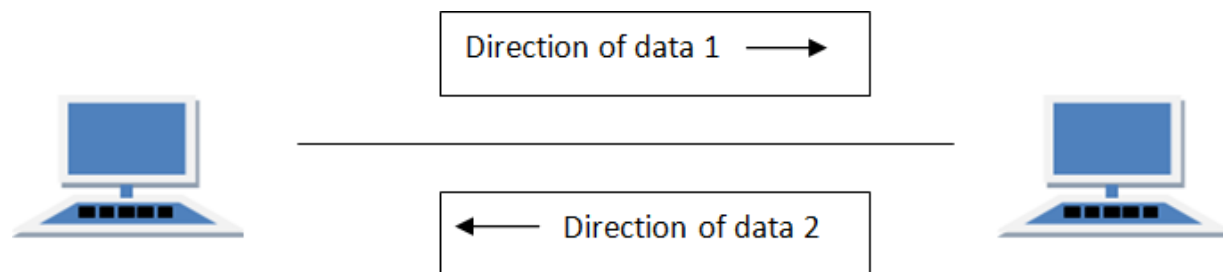 Direction of data 1
Direction of data 2